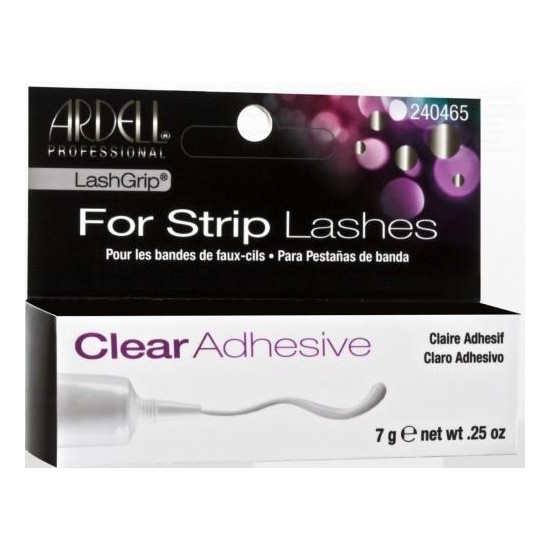 240465
ARDELL®
PROFESSIONAL
LashGrip®
For Strip Lashes
Pour les bandes de faux-cils • Para Pestañas de banda
Clear Adhesive
Claire Adhesif
Claro Adhesivo
7 g ℮ net wt .25 oz